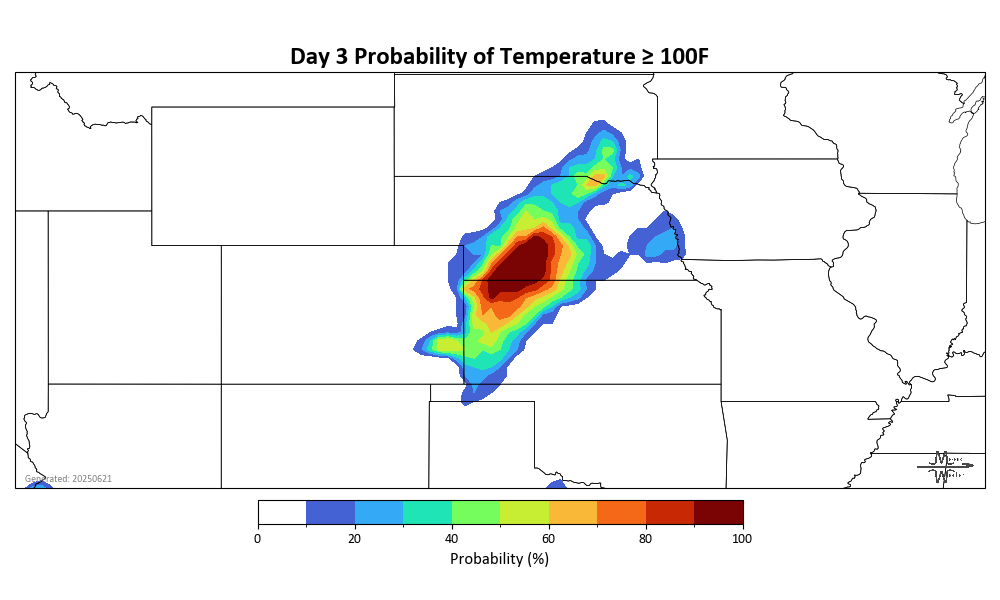 Day 3 Probability of Temperature ≥ 100F
Generated: 20250621
0 20 40 60 80 100
Probability (%)